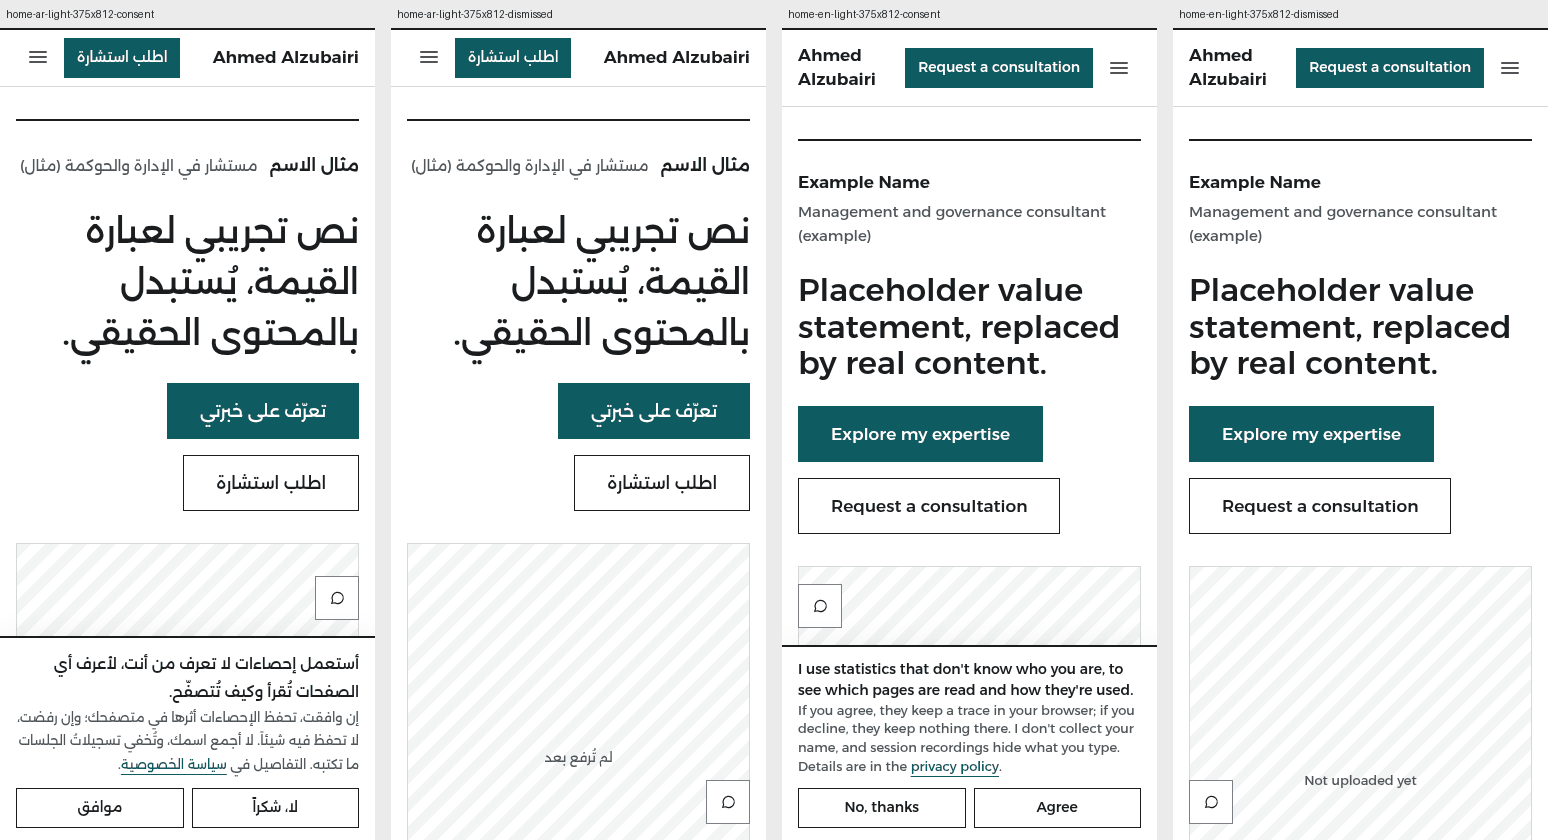 home-ar-light-375x812-consent
Ahmed Alzubairi
اطلب استشارة
مثال الاسم مستشار في الإدارة والحوكمة (مثال)
نص تجريبي لعبارة
القيمة، يُستبدل
بالمحتوى الحقيقي.
تعرّف على خبرتي
اطلب استشارة
أستعمل إحصاءات لا تعرف من أنت، لأعرف أي
الصفحات تُقرأ وكيف تُتصفّح.
إن وافقت، تحفظ الإحصاءات أثرها في متصفحك؛ وإن رفضت،
لا تحفظ فيه شيئاً. لا أجمع اسمك، وتُخفي تسجيلاتُ الجلسات
ما تكتبه. التفاصيل في سياسة الخصوصية.
لا، شكراً
موافق
home-ar-light-375x812-dismissed
Ahmed Alzubairi
اطلب استشارة
مثال الاسم مستشار في الإدارة والحوكمة (مثال)
نص تجريبي لعبارة
القيمة، يُستبدل
بالمحتوى الحقيقي.
تعرّف على خبرتي
اطلب استشارة
لم تُرفع بعد
home-en-light-375x812-consent
Ahmed
Alzubairi
Request a consultation
Example Name
Management and governance consultant
(example)
Placeholder value
statement, replaced
by real content.
Explore my expertise
Request a consultation
I use statistics that don't know who you are, to
see which pages are read and how they're used.
If you agree, they keep a trace in your browser; if you
decline, they keep nothing there. I don't collect your
name, and session recordings hide what you type.
Details are in the privacy policy.
No, thanks
Agree
home-en-light-375x812-dismissed
Ahmed
Alzubairi
Request a consultation
Example Name
Management and governance consultant
(example)
Placeholder value
statement, replaced
by real content.
Explore my expertise
Request a consultation
Not uploaded yet